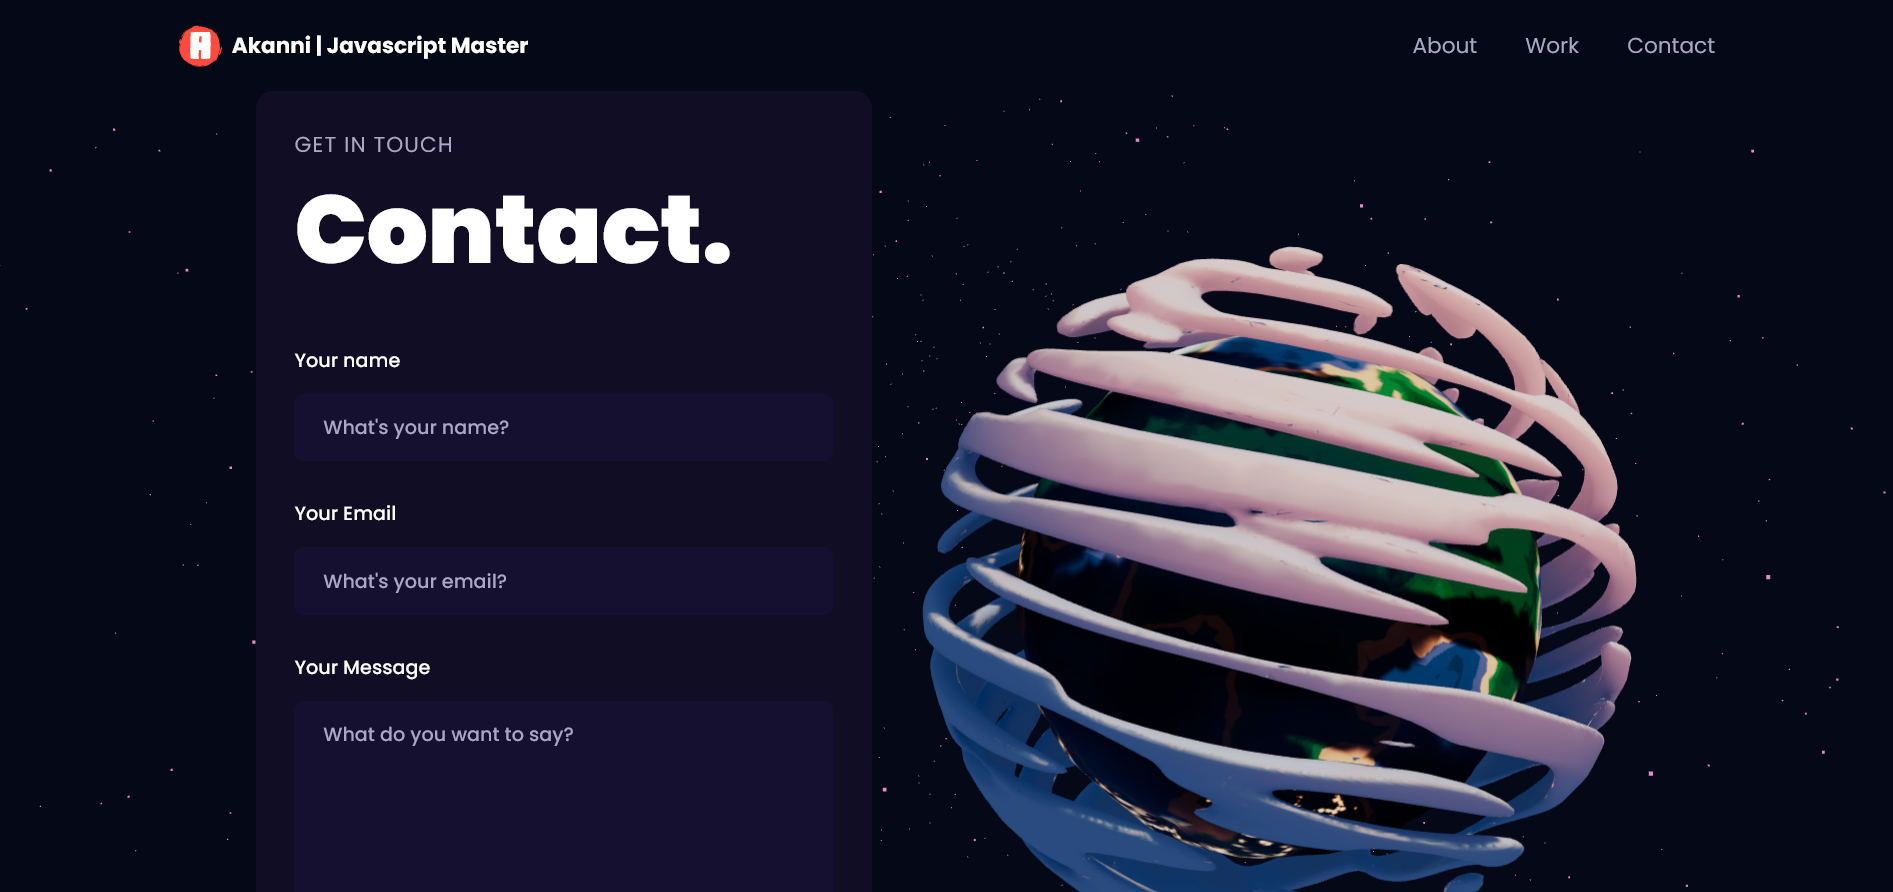 Akanni | Javascript Master
About
Work
Contact
GET IN TOUCH
Contact.
Your name
What's your name?
Your Email
What's your email?
Your Message
What do you want to say?